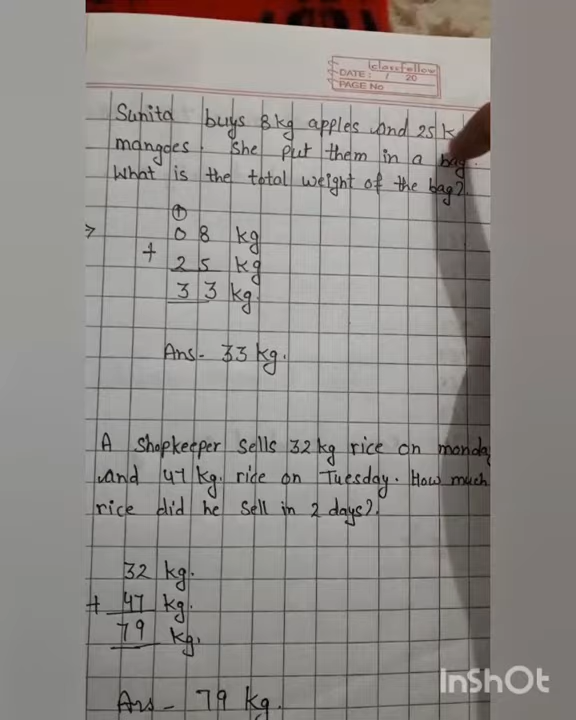 classfellow
DATE: / 20
PAGE No
Sunita buys 8 kg apples and 25 k
mangoes. She put them in a bag.
What is the total weight of the bag?
1
0 8 kg
+ 2 5 kg
3 3 kg.
Ans- 33 kg.
A Shopkeeper sells 32 kg rice on monda
and 47 kg. rice on Tuesday. How much
rice did he sell in 2 days?.
32 kg.
+ 47 kg.
79 kg.
Ans - 79 kg.
InShOt